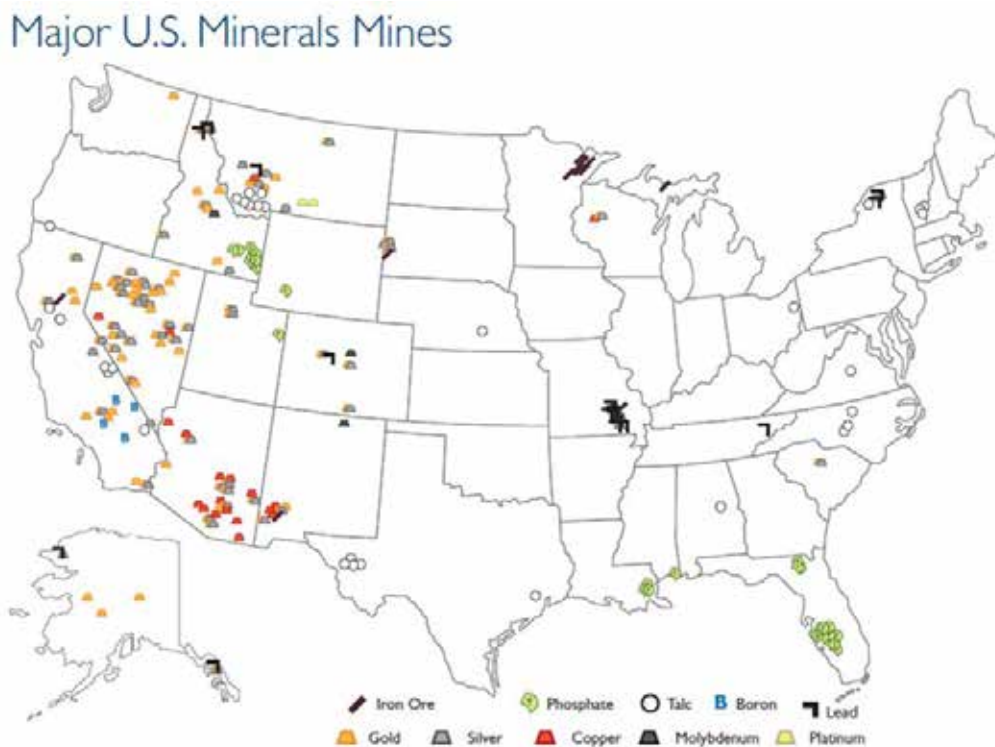 Major U.S. Minerals Mines
B
B
B
B
Iron Ore Phosphate Talc B Boron Lead
Gold Silver Copper Molybdenum Platinum